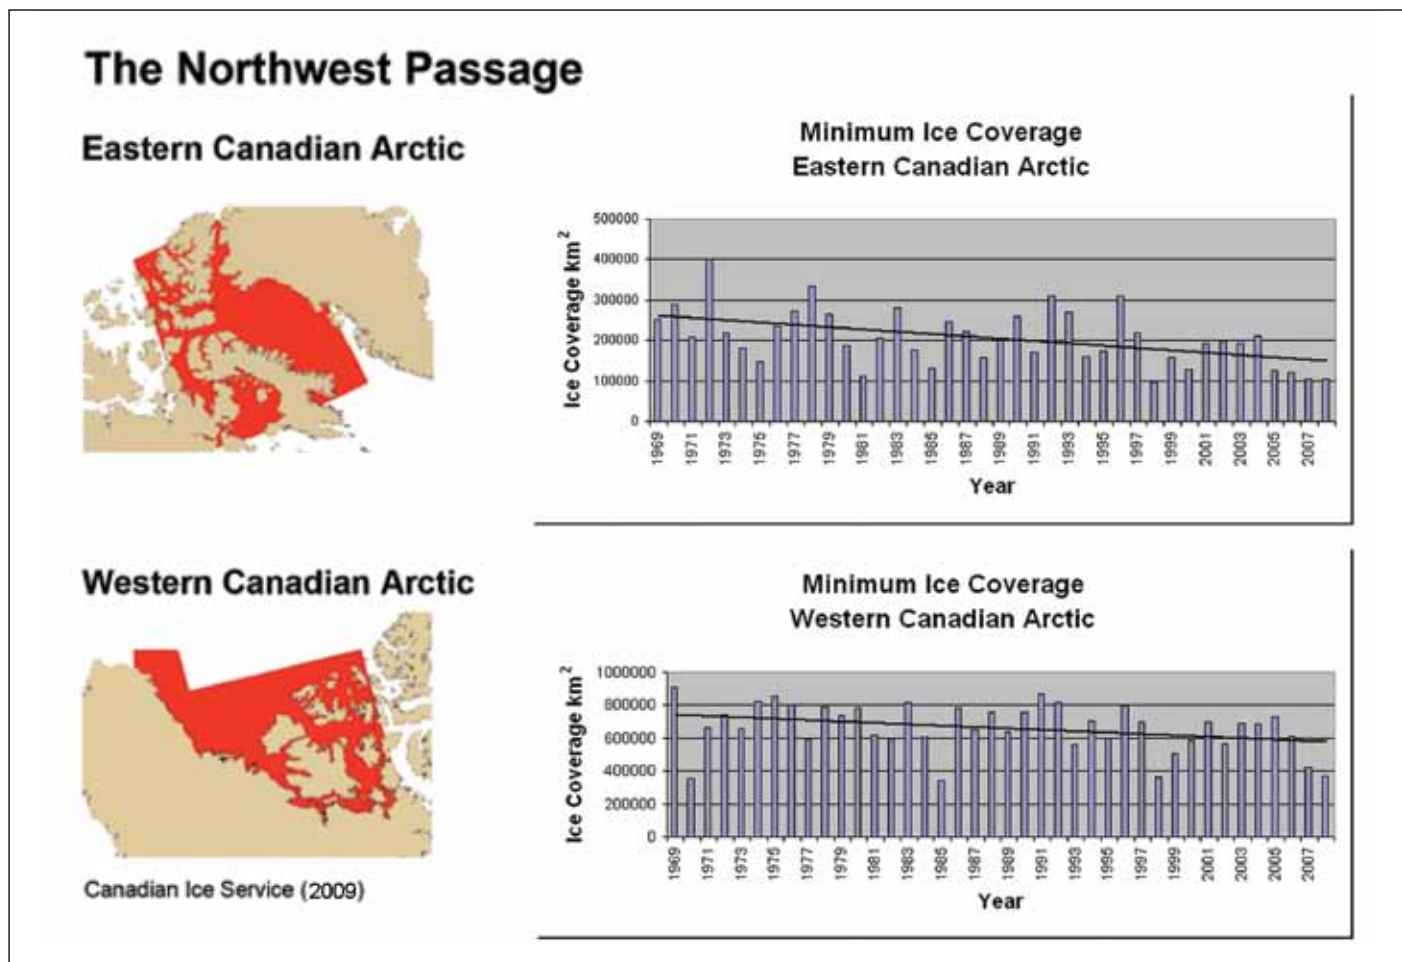 The Northwest Passage
Eastern Canadian Arctic
Minimum Ice Coverage
Eastern Canadian Arctic
Ice Coverage km²
500000
400000
300000
200000
100000
0
1969 1971 1973 1975 1977 1979 1981 1983 1985 1987 1989 1991 1993 1995 1997 1999 2001 2003 2005 2007
Year
Western Canadian Arctic
Minimum Ice Coverage
Western Canadian Arctic
Ice Coverage km²
1000000
800000
600000
400000
200000
0
1969 1971 1973 1975 1977 1979 1981 1983 1985 1987 1989 1991 1993 1995 1997 1999 2001 2003 2005 2007
Year
Canadian Ice Service (2009)